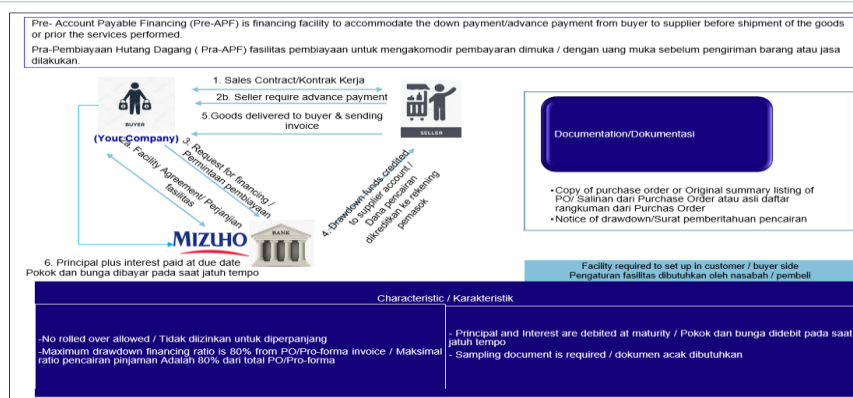 Pre- Account Payable Financing (Pre-APF) is financing facility to accommodate the down payment/advance payment from buyer to supplier before shipment of the goods
or prior the services performed.
Pra-Pembiayaan Hutang Dagang ( Pra-APF) fasilitas pembiayaan untuk mengakomodir pembayaran dimuka / dengan uang muka sebelum pengiriman barang atau jasa
dilakukan.
1. Sales Contract/Kontrak Kerja
2b. Seller require advance payment
5.Goods delivered to buyer & sending
invoice
BUYER
(Your Company)
SELLER
2a. Facility Agreement/ Perjanjian
fasilitas
3. Request for financing /
Permintaan pembiayaan
4. Drawdown funds credited
to supplier account /
Dana pencairan
dikreditkan ke rekening
pemasok
MIZUHO
BANK
6. Principal plus interest paid at due date
Pokok dan bunga dibayar pada saat jatuh tempo
Documentation/Dokumentasi
•Copy of purchase order or Original summary listing of
PO/ Salinan dari Purchase Order atau asli daftar
rangkuman dari Purchas Order
•Notice of drawdown/Surat pemberitahuan pencairan
Facility required to set up in customer / buyer side
Pengaturan fasilitas dibutuhkan oleh nasabah / pembeli
Characteristic / Karakteristik
-No rolled over allowed / Tidak diizinkan untuk diperpanjang
-Maximum drawdown financing ratio is 80% from PO/Pro-forma invoice / Maksimal
ratio pencairan pinjaman Adalah 80% dari total PO/Pro-forma
- Principal and Interest are debited at maturity / Pokok dan bunga didebit pada saat
jatuh tempo
- Sampling document is required / dokumen acak dibutuhkan